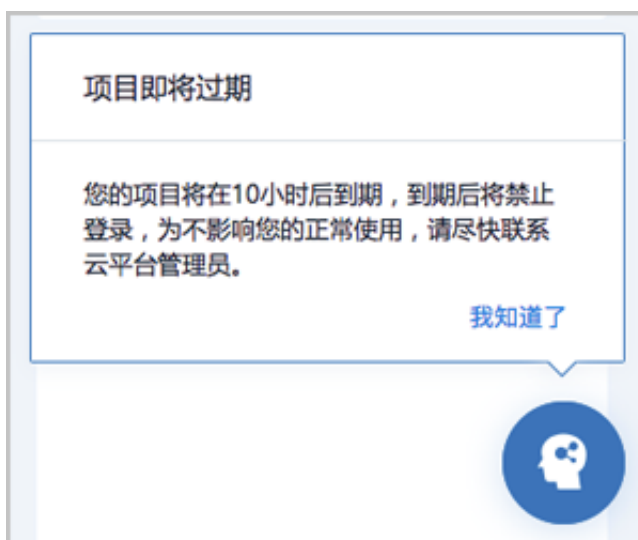 项目即将过期
您的项目将在10小时后到期，到期后将禁止
登录，为不影响您的正常使用，请尽快联系
云平台管理员。
我知道了